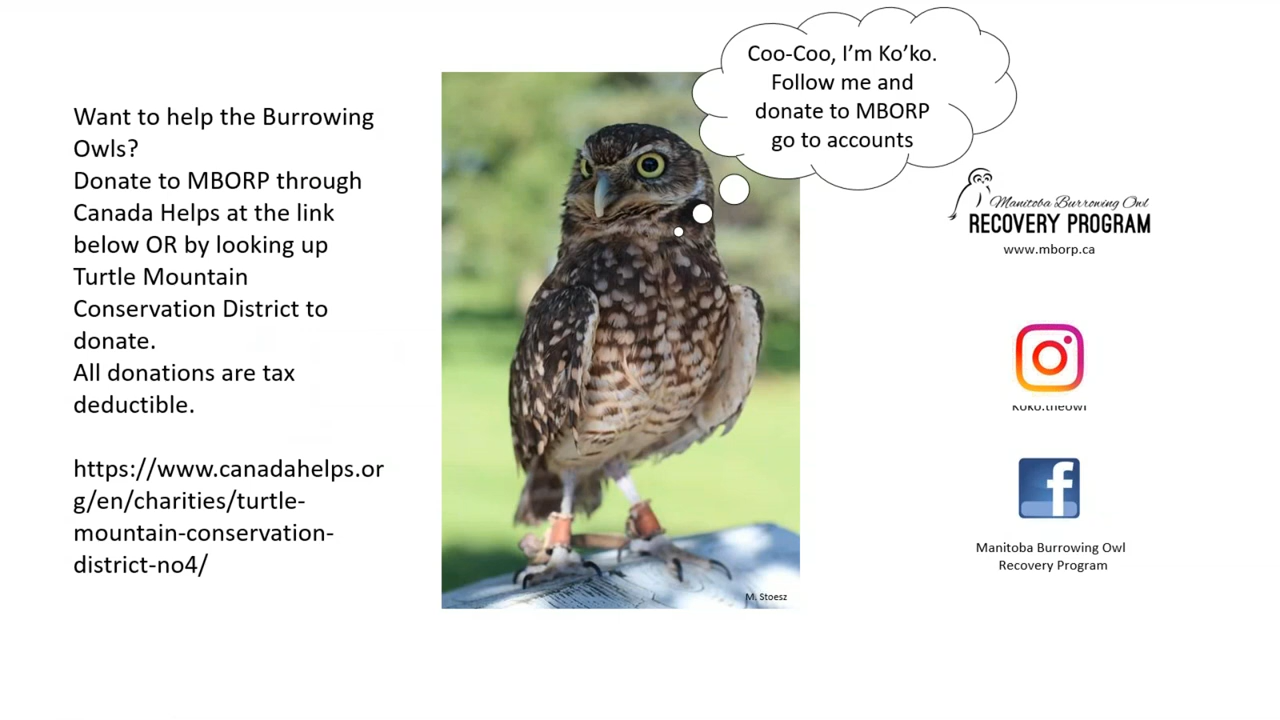 Want to help the Burrowing
Owls?
Donate to MBORP through
Canada Helps at the link
below OR by looking up
Turtle Mountain
Conservation District to
donate.
All donations are tax
deductible.
https://www.canadahelps.or
g/en/charities/turtle-
mountain-conservation-
district-no4/
Coo-Coo, I’m Ko’ko.
Follow me and
donate to MBORP
go to accounts
M. Stoesz
Manitoba Burrowing Owl
RECOVERY PROGRAM
www.mborp.ca
Koko.theowl
f
Manitoba Burrowing Owl
Recovery Program